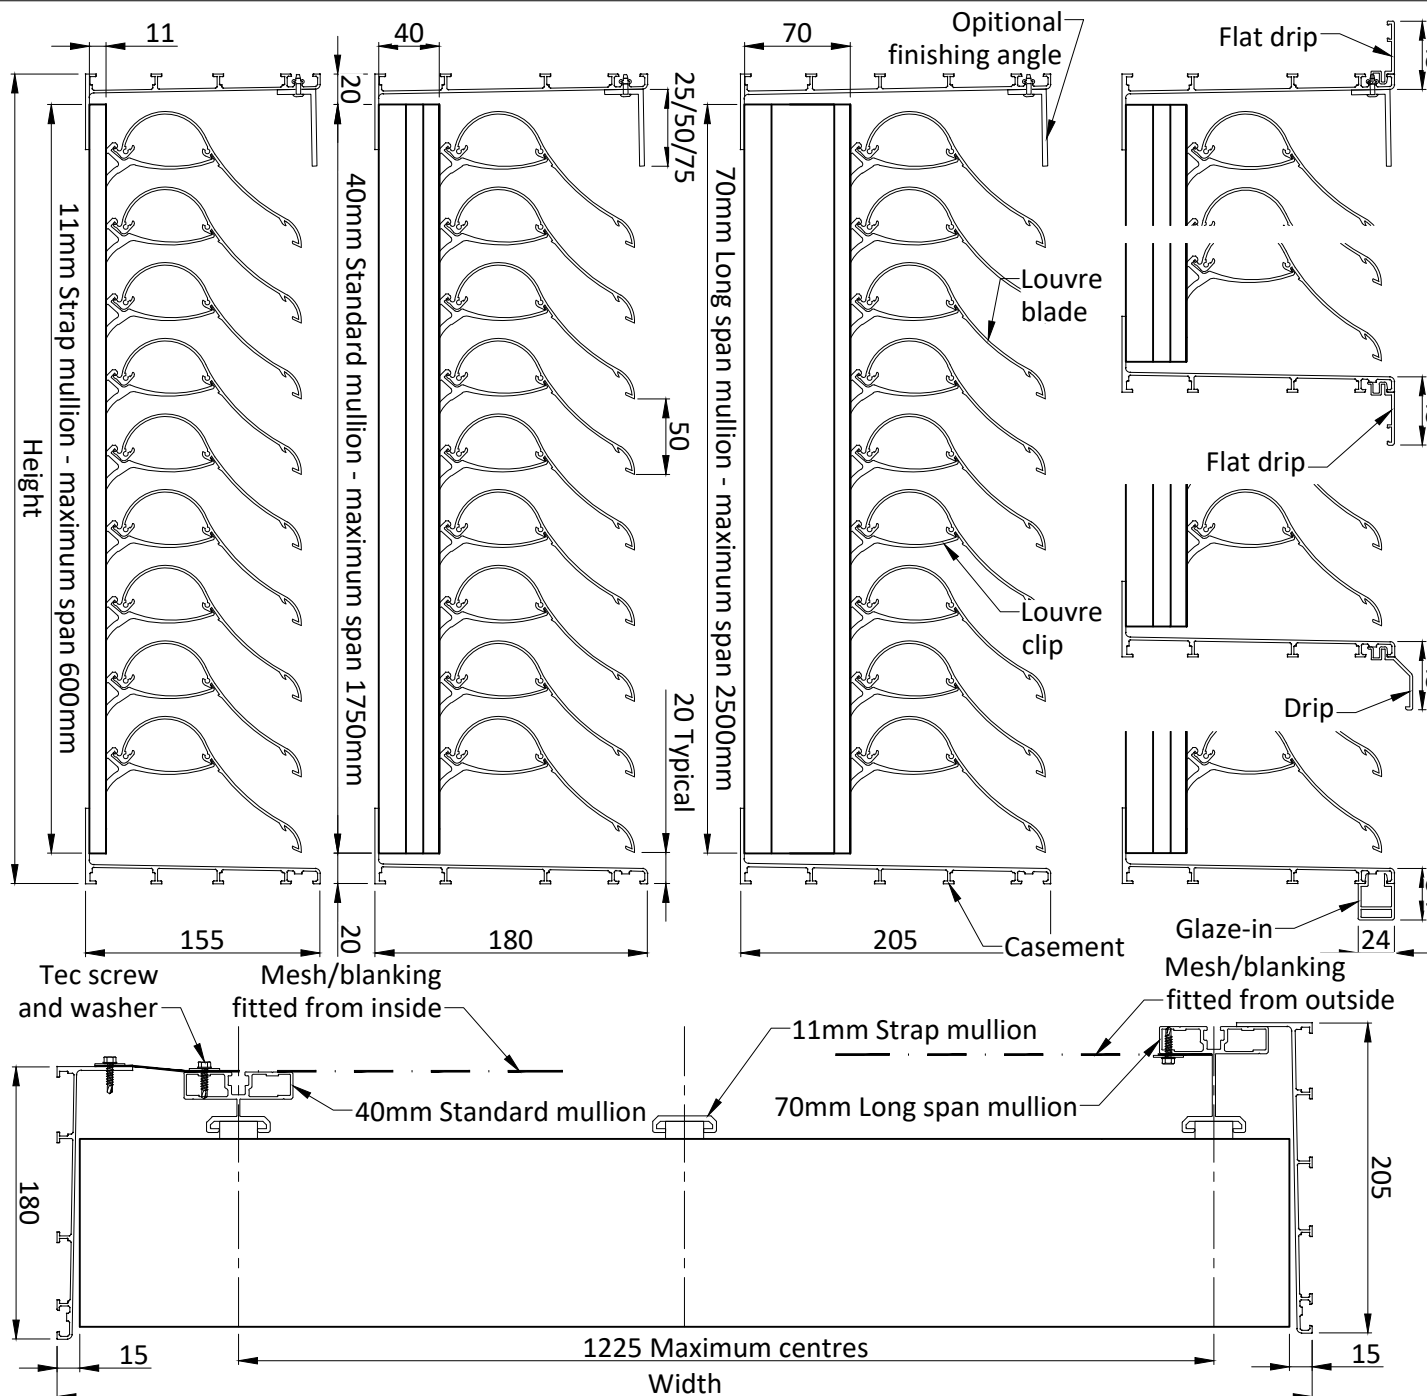 11
40
70
Opitional
finishing angle
Flat drip
20
25/50/75
11mm Strap mullion - maximum span 600mm
40mm Standard mullion - maximum span 1750mm
70mm Long span mullion - maximum span 2500mm
Louvre
blade
50
Height
Flat drip
Louvre
clip
20 Typical
Drip
155
20
180
205
Casement
Glaze-in
24
Tec screw
and washer
Mesh/blanking
fitted from inside
Mesh/blanking
fitted from outside
11mm Strap mullion
40mm Standard mullion
70mm Long span mullion
180
205
15
1225 Maximum centres
15
Width